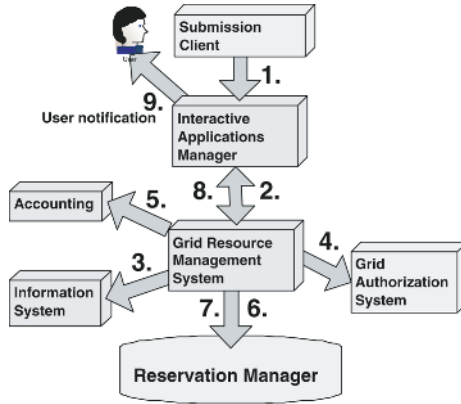 Submission
Client
User
1.
9.
User notification
Interactive
Applications
Manager
8.
2.
5.
Accounting
Grid Resource
Management
System
4.
3.
Grid
Authorization
System
Information
System
7.
6.
Reservation Manager